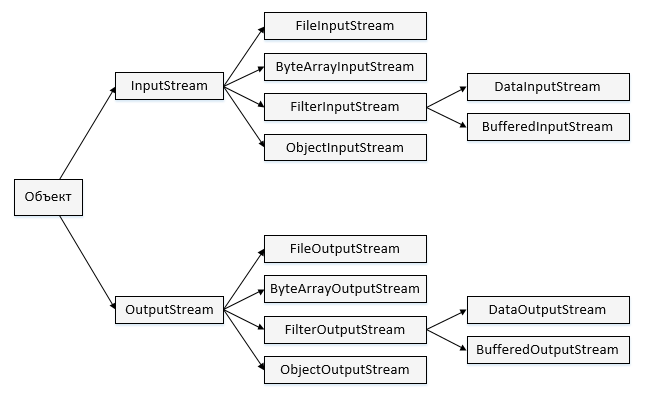 Объект
InputStream
FileInputStream
ByteArrayInputStream
FilterInputStream
ObjectInputStream
DataInputStream
BufferedInputStream
OutputStream
FileOutputStream
ByteArrayOutputStream
FilterOutputStream
ObjectOutputStream
DataOutputStream
BufferedOutputStream